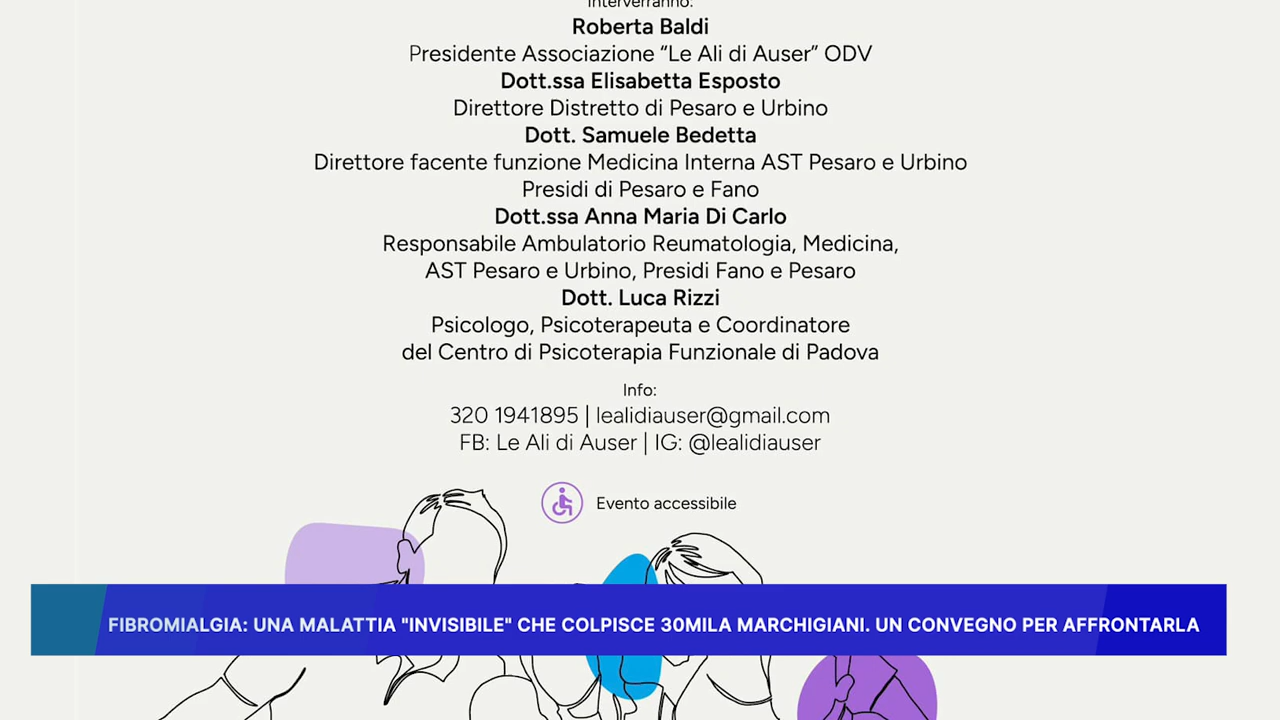 Interverranno:
Roberta Baldi
Presidente Associazione “Le Ali di Auser” ODV
Dott.ssa Elisabetta Esposto
Direttore Distretto di Pesaro e Urbino
Dott. Samuele Bedetta
Direttore facente funzione Medicina Interna AST Pesaro e Urbino
Presidi di Pesaro e Fano
Dott.ssa Anna Maria Di Carlo
Responsabile Ambulatorio Reumatologia, Medicina,
AST Pesaro e Urbino, Presidi Fano e Pesaro
Dott. Luca Rizzi
Psicologo, Psicoterapeuta e Coordinatore
del Centro di Psicoterapia Funzionale di Padova
Info:
320 1941895 | lealidiauser@gmail.com
FB: Le Ali di Auser | IG: @lealidiauser
Evento accessibile
FIBROMIALGIA: UNA MALATTIA "INVISIBILE" CHE COLPISCE 30MILA MARCHIGIANI. UN CONVEGNO PER AFFRONTARLA